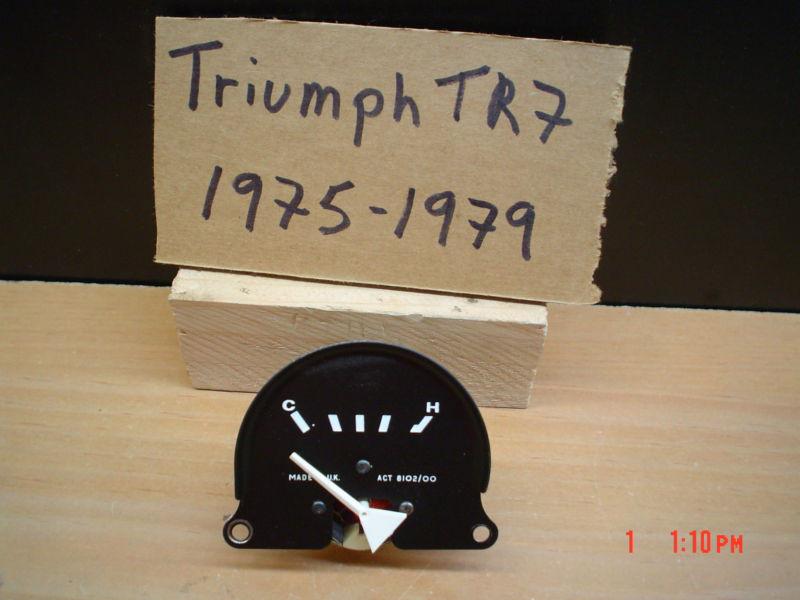 Triumph TR7
1975-1979
C H
MADE U.K. ACT 8102/00
1 1:10PM